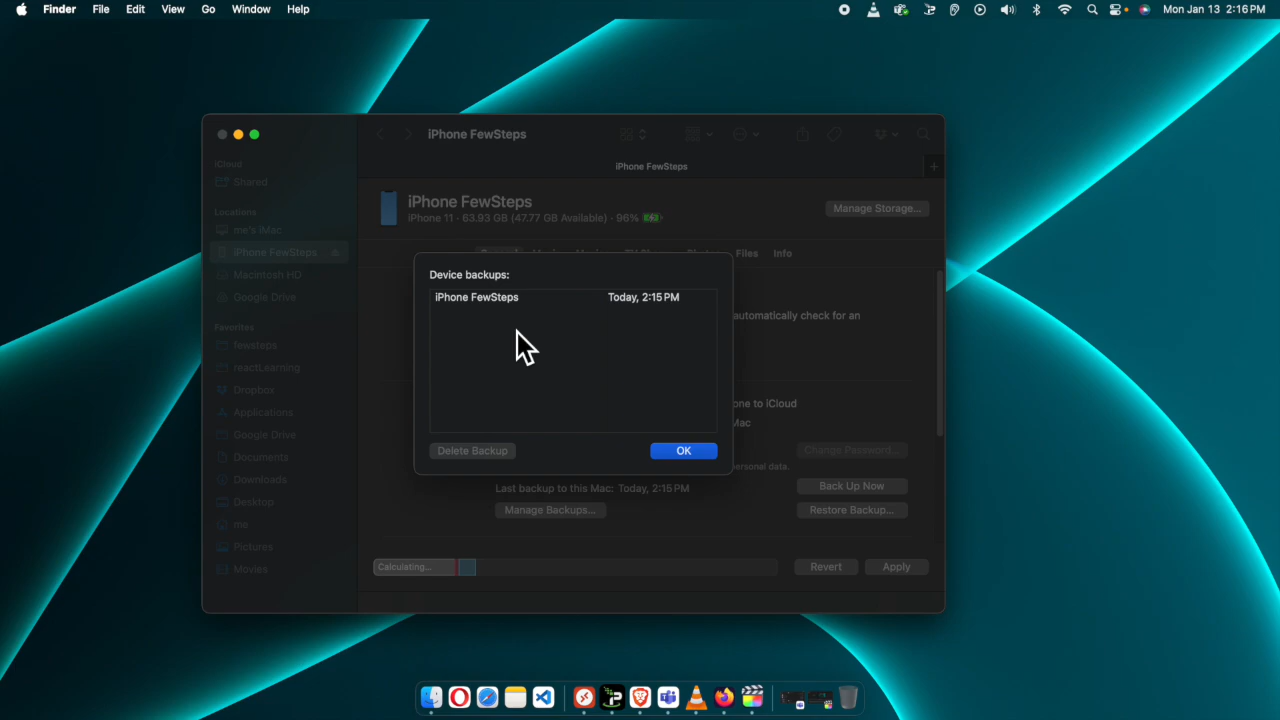 Finder File Edit View Go Window Help Mon Jan 13 2:16 PM
iPhone FewSteps
iPhone FewSteps
iCloud
Shared
Locations
me's iMac
iPhone FewSteps
Macintosh HD
Google Drive
Favorites
fewsteps
reactLearning
Dropbox
Applications
Google Drive
Documents
Downloads
Desktop
me
Pictures
Movies
iPhone FewSteps
iPhone 11 · 63.93 GB (47.77 GB Available) · 96%
Manage Storage...
Files Info
automatically check for an
Device backups:
iPhone FewSteps Today, 2:15 PM
Delete Backup OK
one to iCloud
Mac
Change Password...
ersonal data.
Last backup to this Mac: Today, 2:15 PM
Back Up Now
Manage Backups...
Restore Backup...
Calculating...
Revert Apply